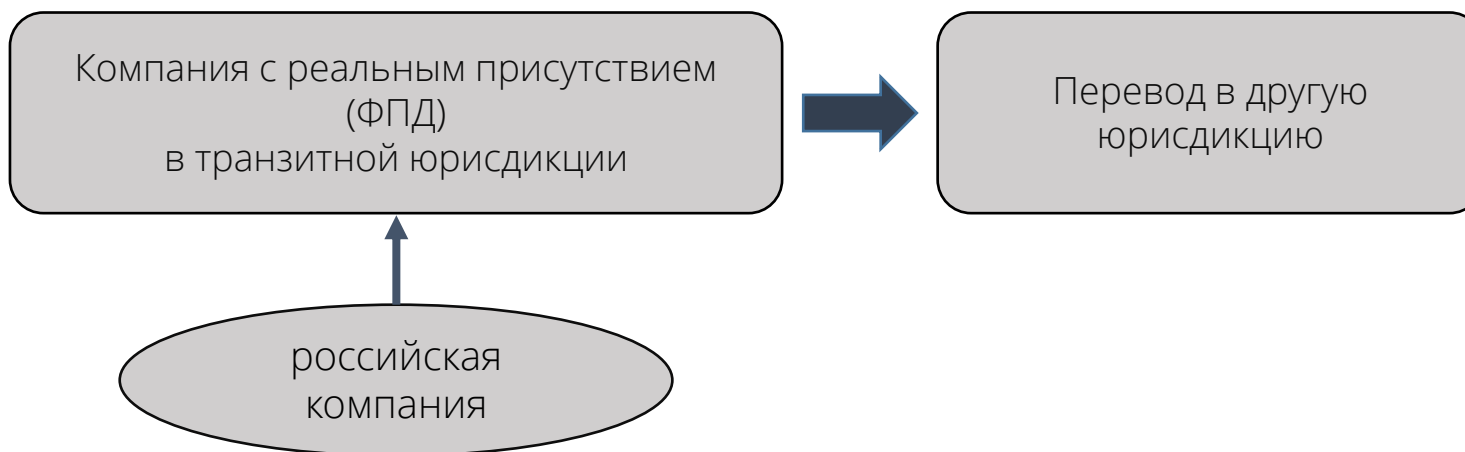 Компания с реальным присутствием
(ФПД)
в транзитной юрисдикции
Перевод в другую
юрисдикцию
российская
компания